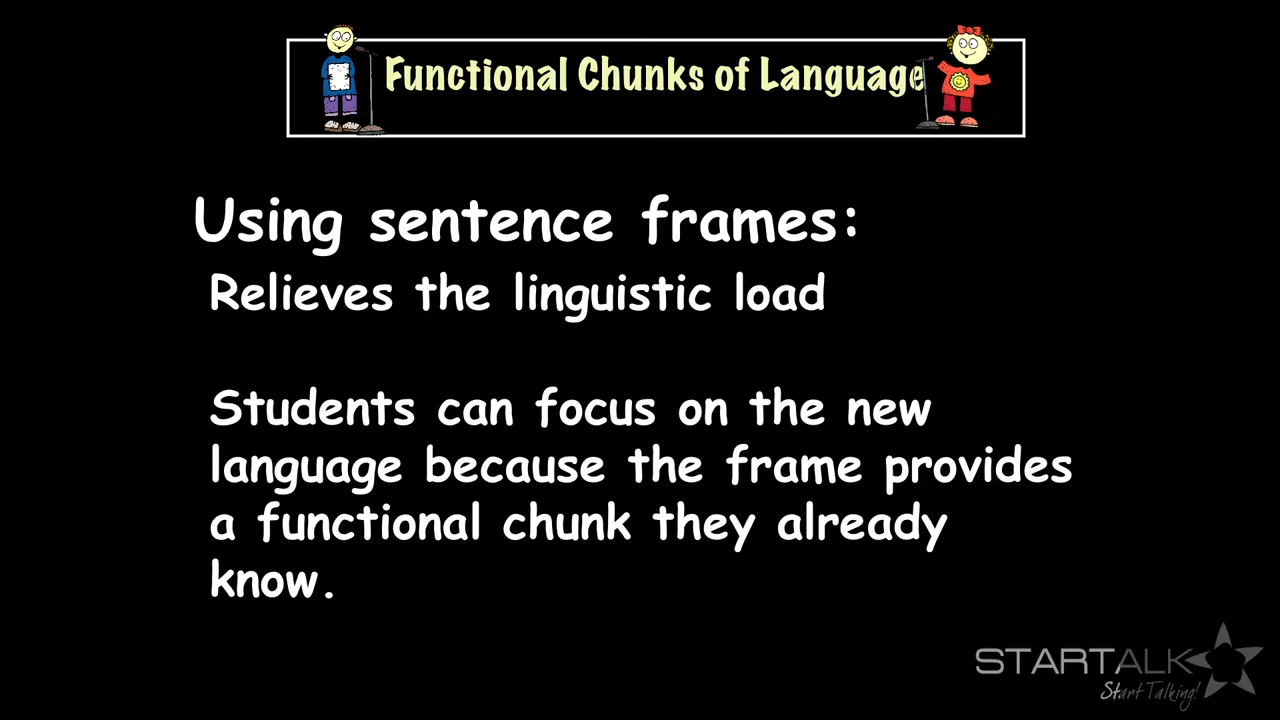 Functional Chunks of Language
Using sentence frames:
Relieves the linguistic load
Students can focus on the new
language because the frame provides
a functional chunk they already
know.
STARTALK
Start Talking!